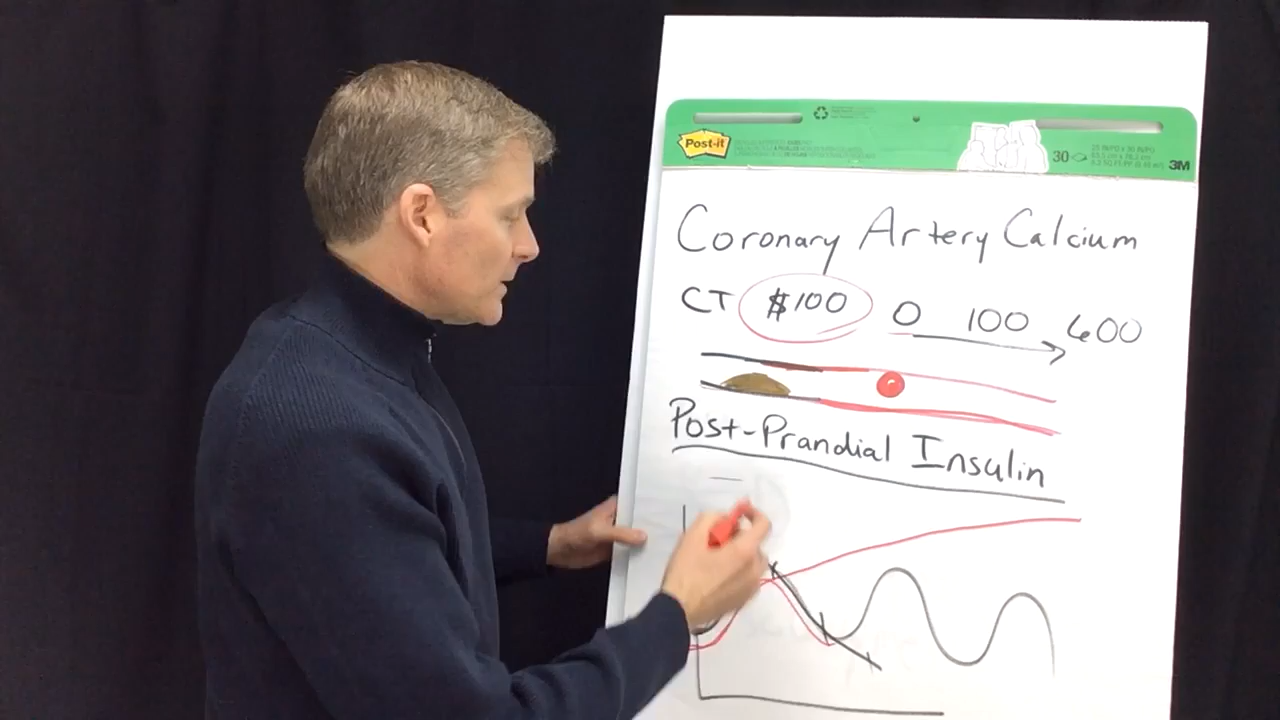 Post-it
30
3M
Coronary Artery Calcium
CT $100 0 100 600
Post-Prandial Insulin